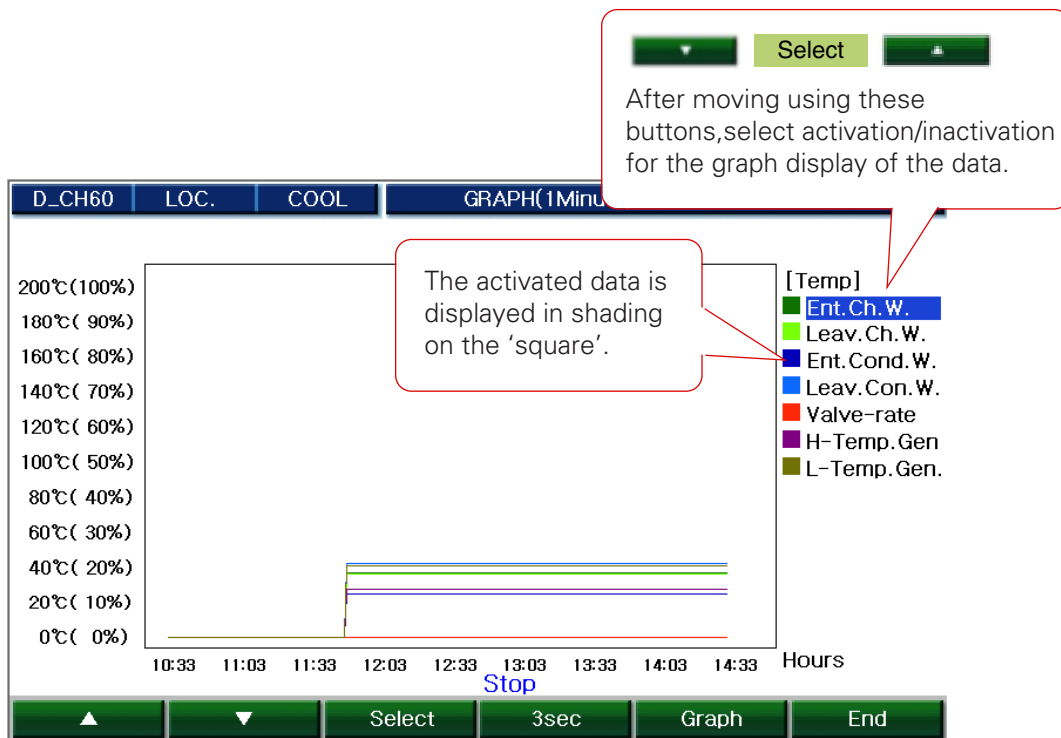 Select
After moving using these
buttons,select activation/inactivation
for the graph display of the data.
D_CH60 LOC. COOL GRAPH(1Minu
The activated data is
displayed in shading
on the ‘square’.
200℃(100%)
180℃( 90%)
160℃( 80%)
140℃( 70%)
120℃( 60%)
100℃( 50%)
80℃( 40%)
60℃( 30%)
40℃( 20%)
20℃( 10%)
0℃( 0%)
[Temp]
Ent.Ch.W.
Leav.Ch.W.
Ent.Cond.W.
Leav.Con.W.
Valve-rate
H-Temp.Gen
L-Temp.Gen.
10:33 11:03 11:33 12:03 12:33 13:03 13:33 14:03 14:33 Hours
Stop
▲ ▼ Select 3sec Graph End